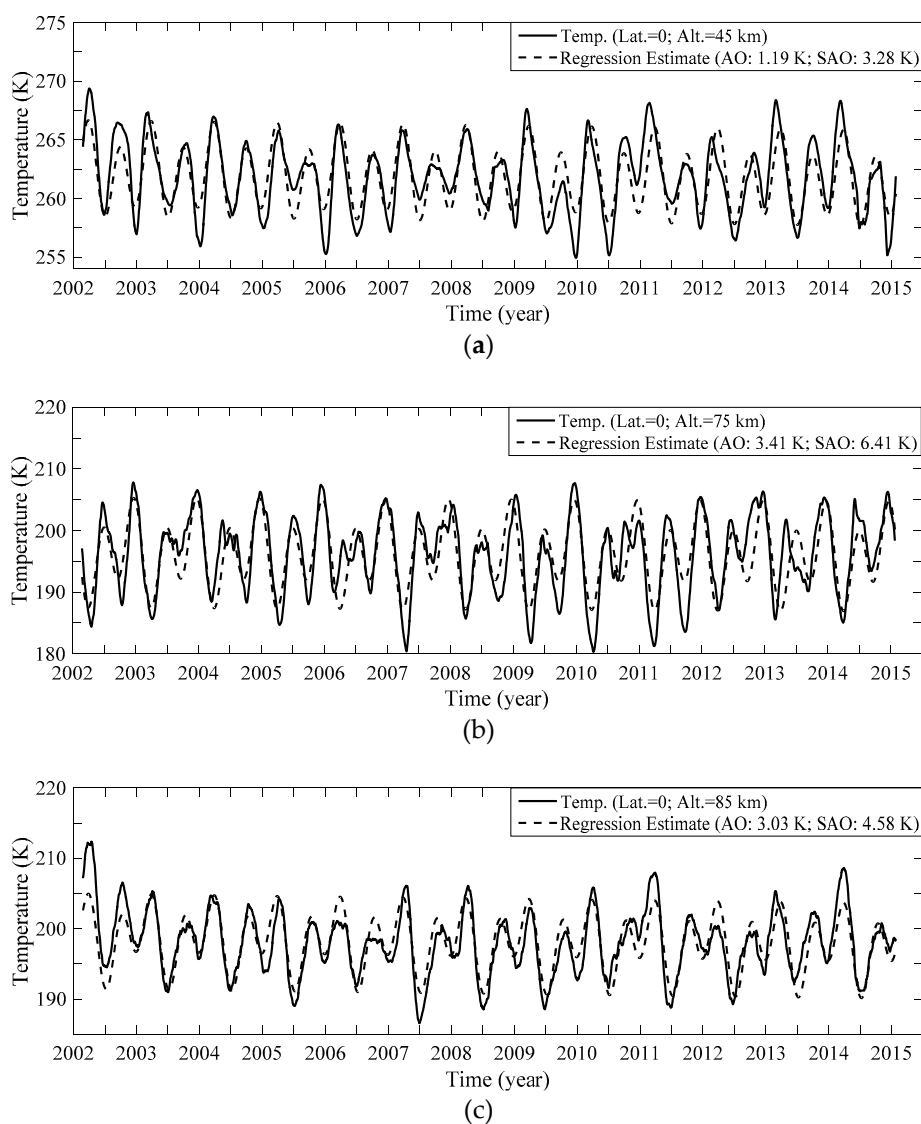 275
Temp. (Lat.=0; Alt.=45 km)
Regression Estimate (AO: 1.19 K; SAO: 3.28 K)
270
265
260
255
Temperature (K)
2002 2003 2004 2005 2006 2007 2008 2009 2010 2011 2012 2013 2014 2015
Time (year)
(a)
220
Temp. (Lat.=0; Alt.=75 km)
Regression Estimate (AO: 3.41 K; SAO: 6.41 K)
210
200
190
180
Temperature (K)
2002 2003 2004 2005 2006 2007 2008 2009 2010 2011 2012 2013 2014 2015
Time (year)
(b)
220
Temp. (Lat.=0; Alt.=85 km)
Regression Estimate (AO: 3.03 K; SAO: 4.58 K)
210
200
190
Temperature (K)
2002 2003 2004 2005 2006 2007 2008 2009 2010 2011 2012 2013 2014 2015
Time (year)
(c)